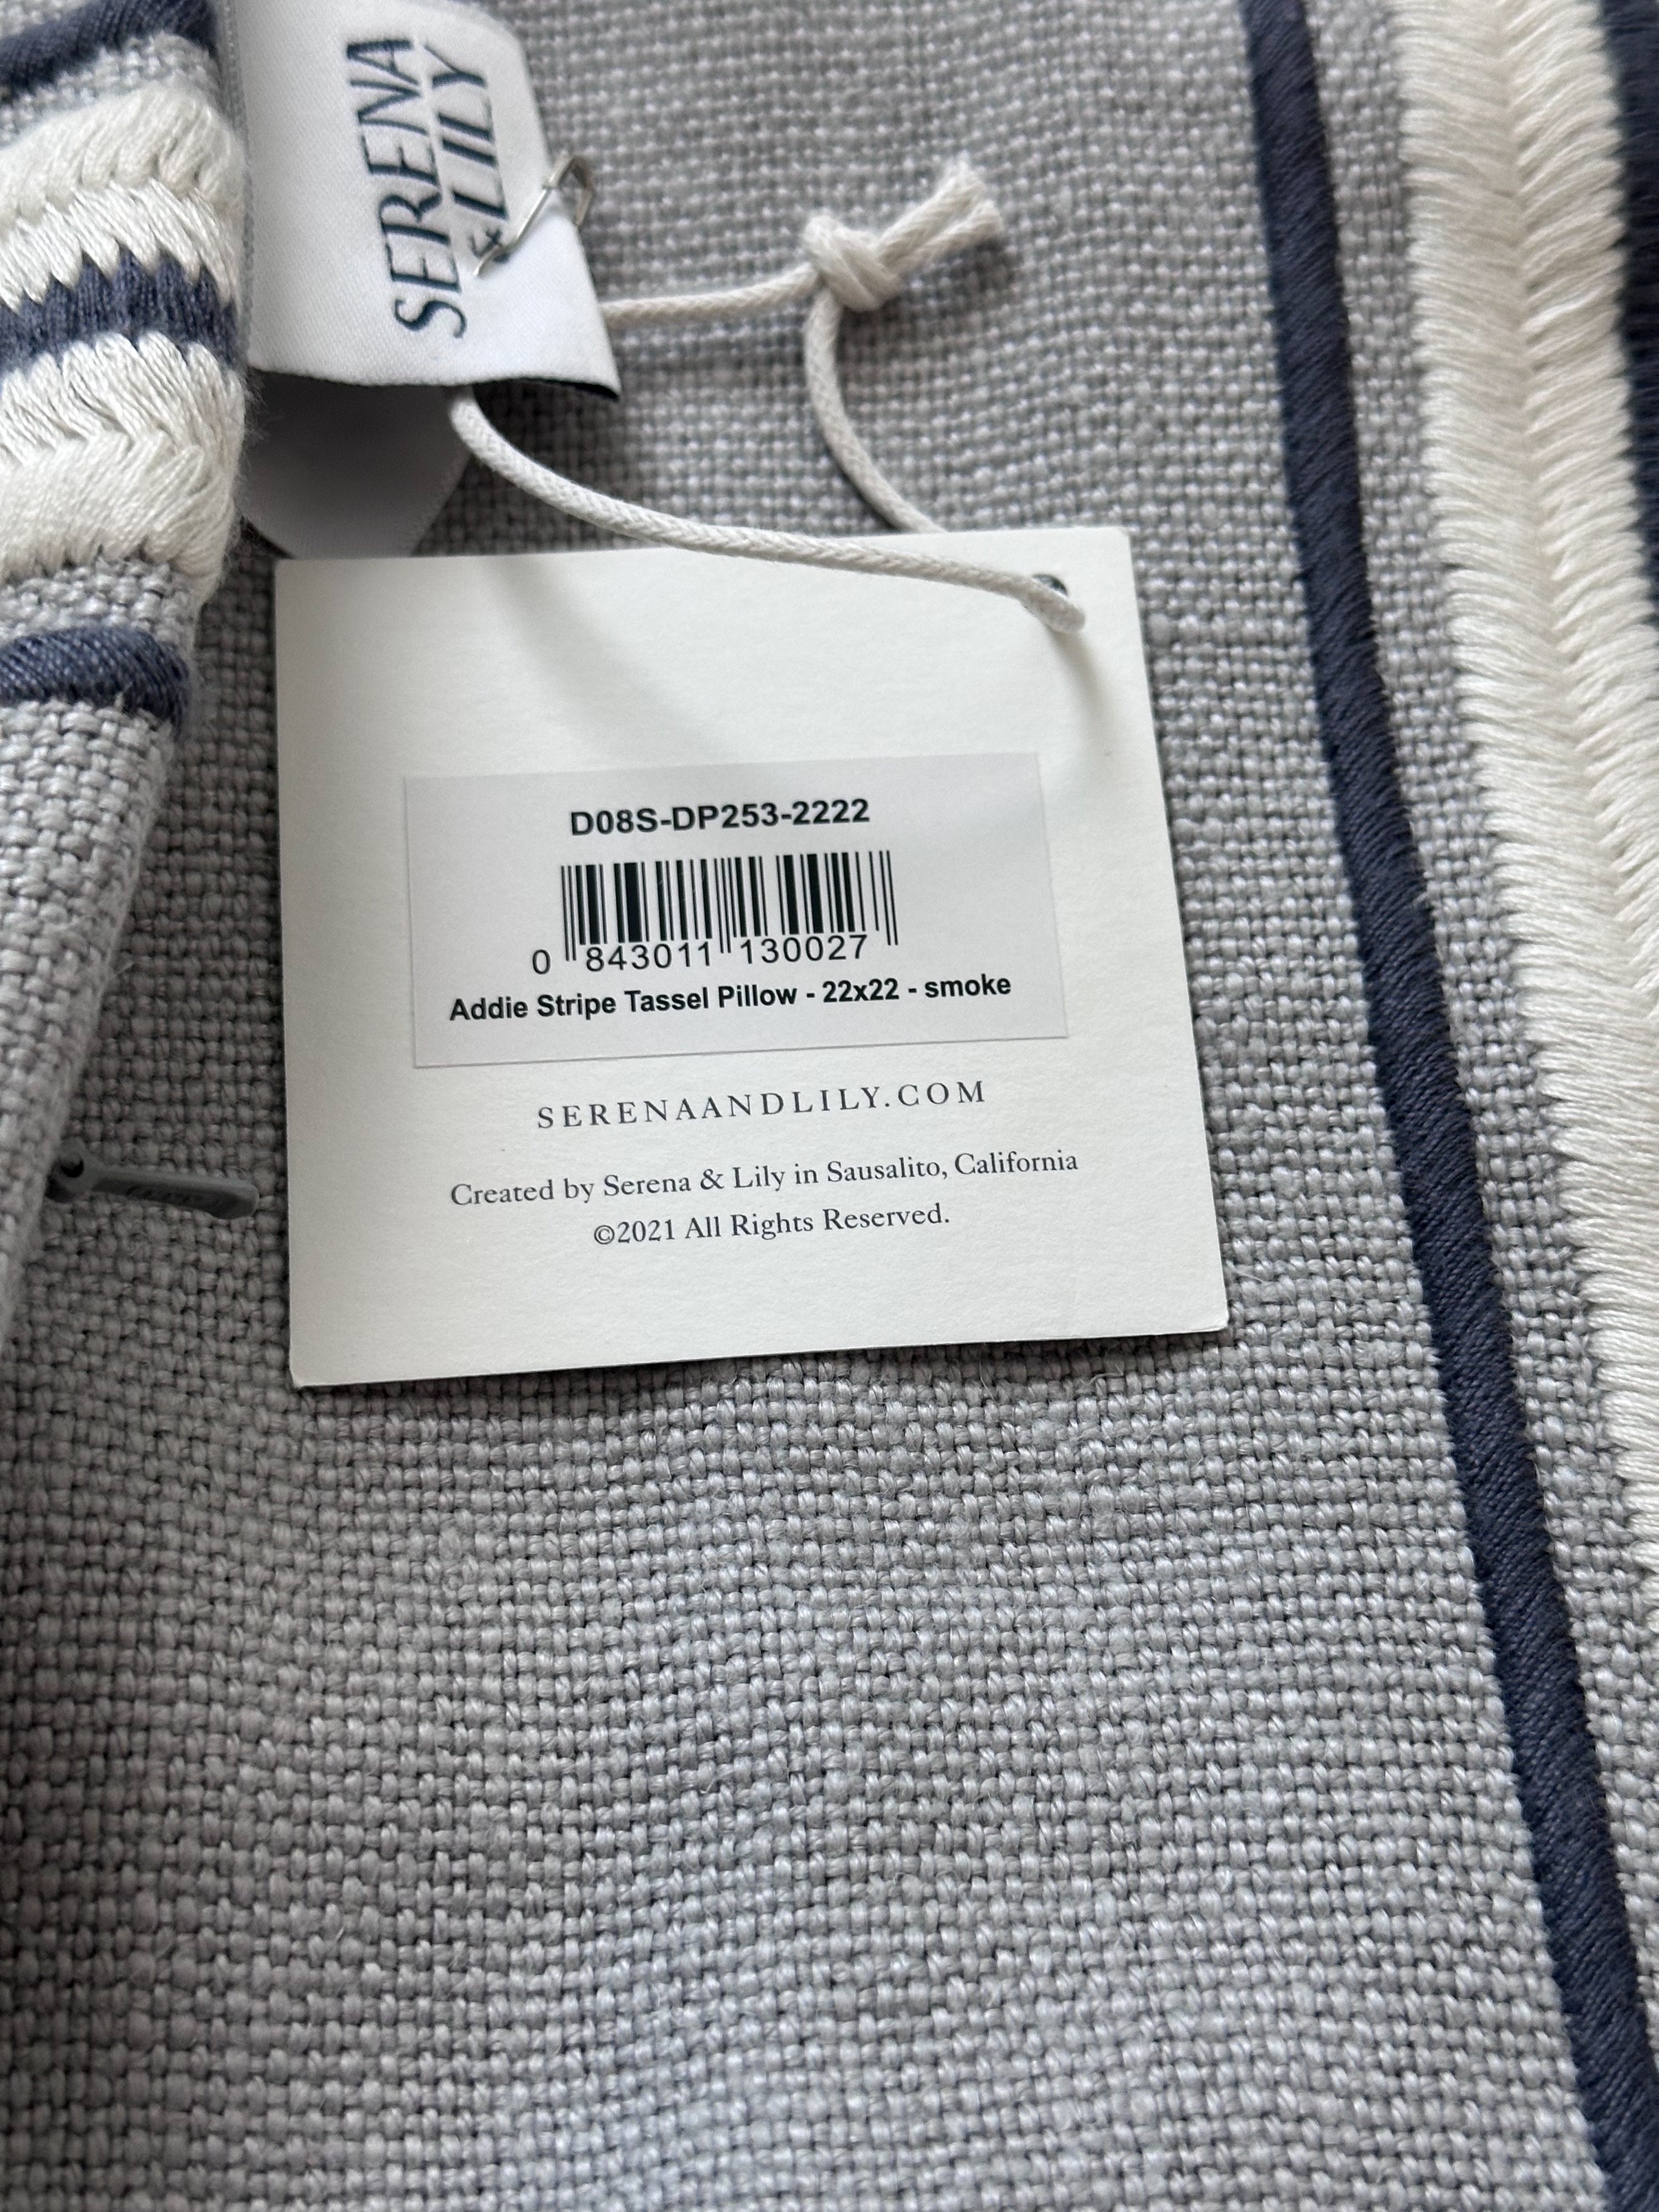 SERENA
& LILY
D08S-DP253-2222
0 843011 130027
Addie Stripe Tassel Pillow - 22x22 - smoke
SERENAANDLILY.COM
Created by Serena & Lily in Sausalito, California
©2021 All Rights Reserved.